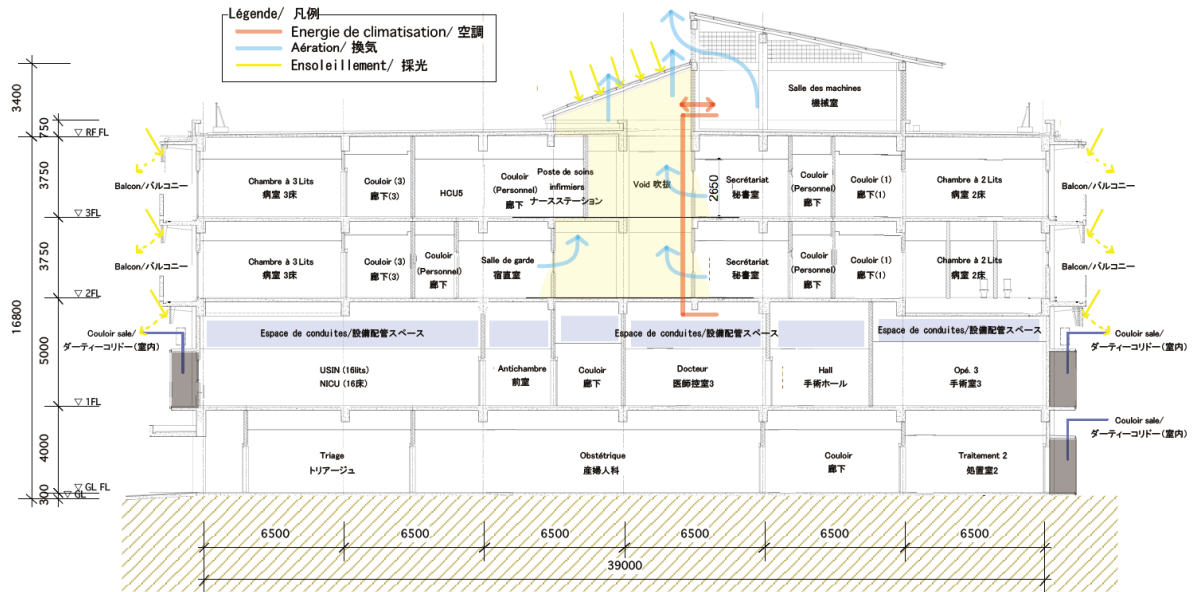 Légende/ 凡例
Energie de climatisation/ 空調
Aération/ 換気
Ensoleillement/ 採光
3400
Salle des machines
機械室
750
▽ RF FL
Balcon/バルコニー
3750
Chambre à 3 Lits
病室 3床
Couloir (3)
廊下(3)
HCU5
Couloir
(Personnel)
廊下
Poste de soins
infirmiers
ナースステーション
Void 吹抜
2650
Secrétariat
秘書室
Couloir
(Personnel)
廊下
Couloir (1)
廊下(1)
Chambre à 2 Lits
病室 2床
Balcon/バルコニー
▽ 3FL
16800
3750
Balcon/バルコニー
Chambre à 3 Lits
病室 3床
Couloir (3)
廊下(3)
Couloir
(Personnel)
廊下
Salle de garde
宿直室
Secrétariat
秘書室
Couloir
(Personnel)
廊下
Couloir (1)
廊下(1)
Chambre à 2 Lits
病室 2床
Balcon/バルコニー
▽ 2FL
Couloir sale/
ダーティーコリドー(室内)
5000
Espace de conduites/設備配管スペース
Espace de conduites/設備配管スペース
Espace de conduites/設備配管スペース
Couloir sale/
ダーティーコリドー(室内)
USIN (16lits)
NICU (16床)
Antichambre
前室
Couloir
廊下
Docteur
医師控室3
Hall
手術ホール
Opé. 3
手術室3
▽ 1FL
Couloir sale/
ダーティーコリドー(室内)
4000
Triage
トリアージュ
Obstétrique
産婦人科
Couloir
廊下
Traitement 2
処置室2
▽ GL FL
300
▽ GL
6500
6500
6500
6500
6500
6500
39000